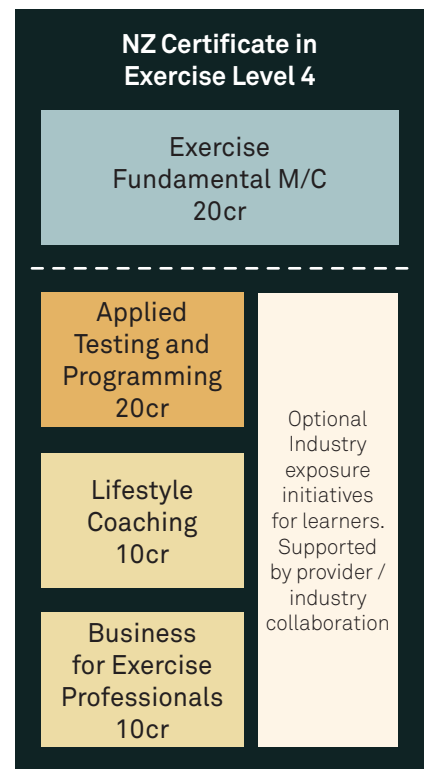 NZ Certificate in
Exercise Level 4
Exercise
Fundamental M/C
20cr
Applied
Testing and
Programming
20cr
Lifestyle
Coaching
10cr
Business
for Exercise
Professionals
10cr
Optional
Industry
exposure
initiatives
for learners.
Supported
by provider /
industry
collaboration